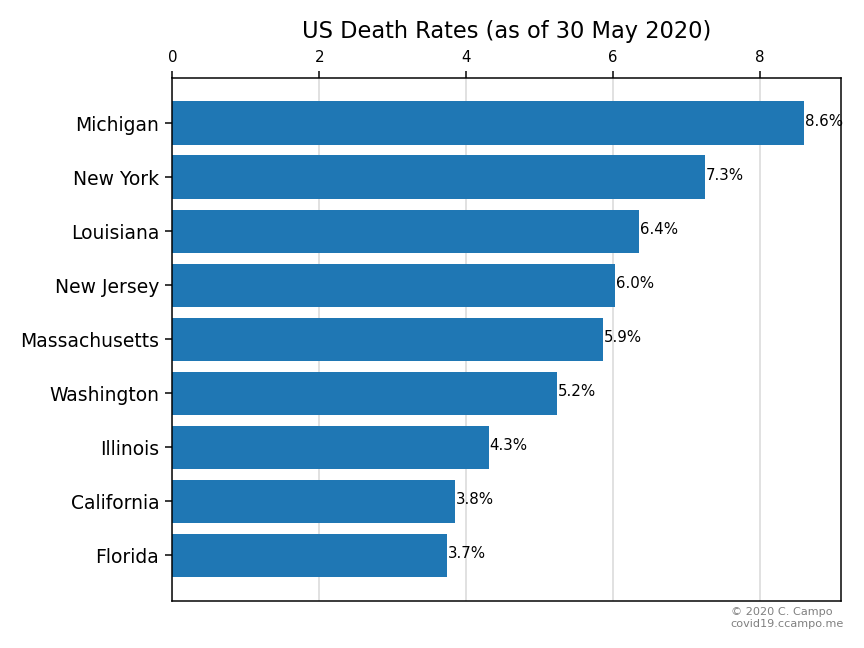 US Death Rates (as of 30 May 2020)
0 2 4 6 8
Michigan 8.6%
New York 7.3%
Louisiana 6.4%
New Jersey 6.0%
Massachusetts 5.9%
Washington 5.2%
Illinois 4.3%
California 3.8%
Florida 3.7%
© 2020 C. Campo
covid19.ccampo.me